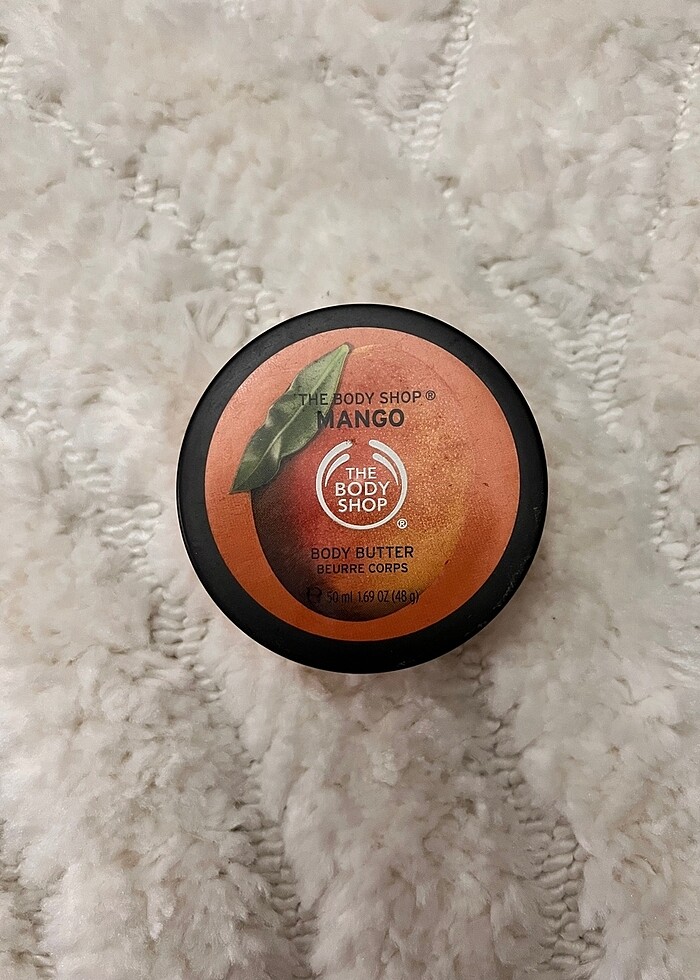 THE BODY SHOP ®
MANGO
THE
BODY
SHOP
®
BODY BUTTER
BEURRE CORPS
50 ml 1.69 OZ (48 g)